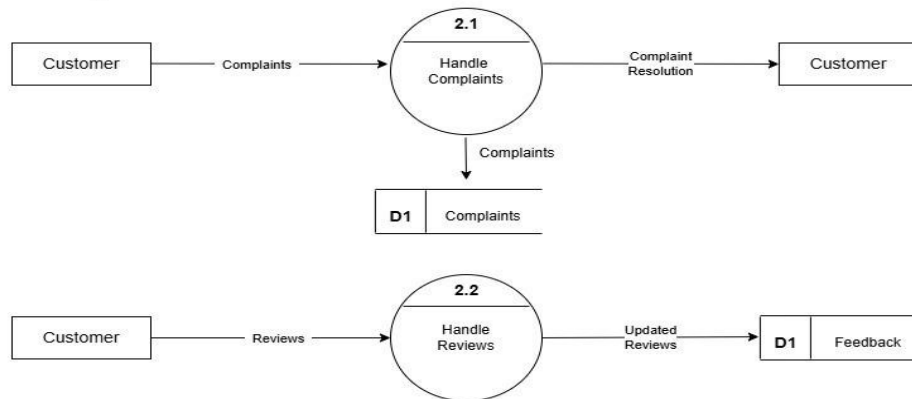 2.1
Customer
Complaints
Handle
Complaints
Complaint
Resolution
Customer
Complaints
D1
Complaints
2.2
Customer
Reviews
Handle
Reviews
Updated
Reviews
D1
Feedback